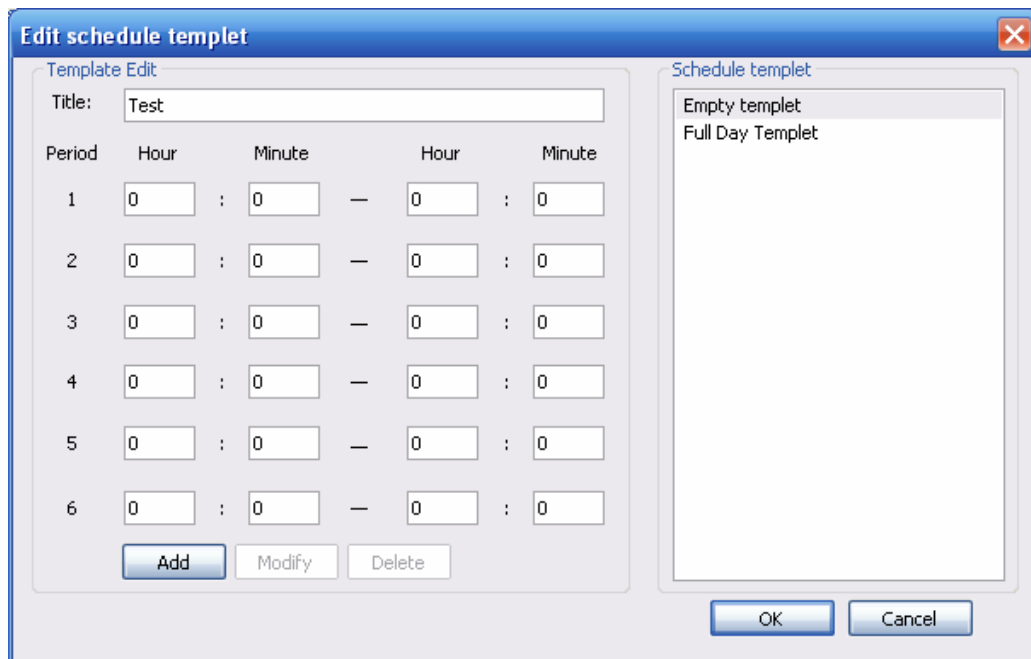 Edit schedule templet
Template Edit
Title: Test
Period Hour Minute Hour Minute
1 0 : 0 — 0 : 0
2 0 : 0 — 0 : 0
3 0 : 0 — 0 : 0
4 0 : 0 — 0 : 0
5 0 : 0 — 0 : 0
6 0 : 0 — 0 : 0
Add Modify Delete
Schedule templet
Empty templet
Full Day Templet
OK Cancel